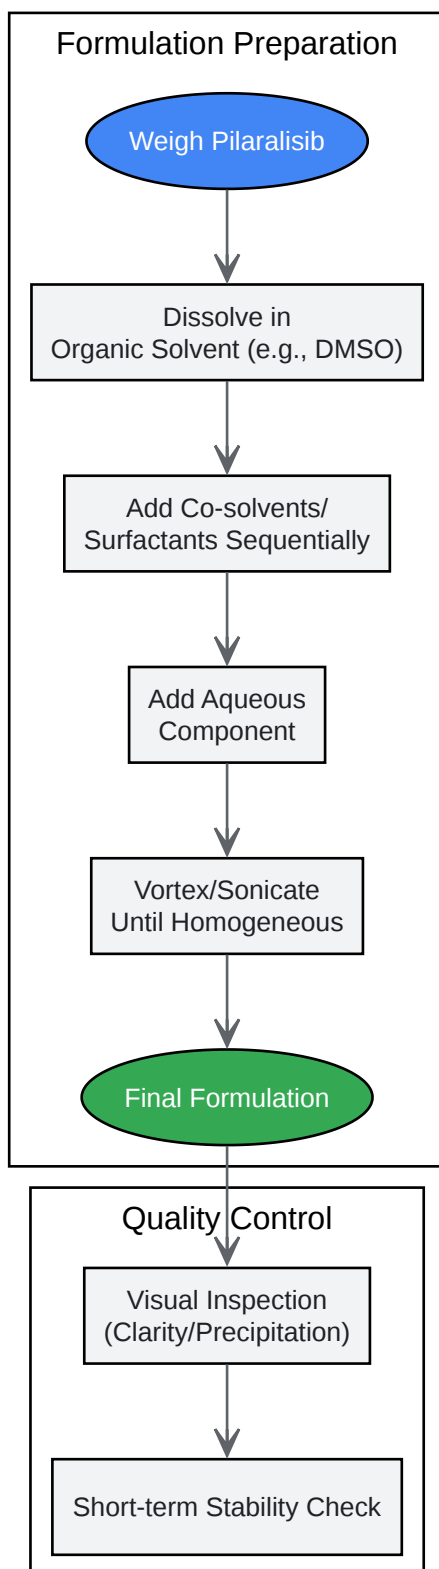 Formulation Preparation
Weigh Pilaralisib
Dissolve in
Organic Solvent (e.g., DMSO)
Add Co-solvents/
Surfactants Sequentially
Add Aqueous
Component
Vortex/Sonicate
Until Homogeneous
Final Formulation
Quality Control
Visual Inspection
(Clarity/Precipitation)
Short-term Stability Check